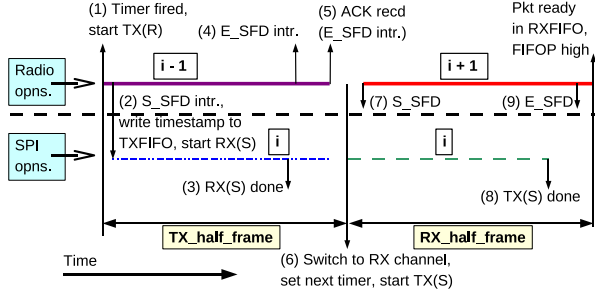 (1) Timer fired,
start TX(R)
(4) E_SFD intr.
(5) ACK recd
(E_SFD intr.)
Pkt ready
in RXFIFO,
FIFOP high
Radio
opns.
i - 1
i + 1
(2) S_SFD intr.,
write timestamp to
TXFIFO, start RX(S)
(7) S_SFD
(9) E_SFD
SPI
opns.
i
i
(3) RX(S) done
(8) TX(S) done
TX_half_frame
RX_half_frame
Time
(6) Switch to RX channel,
set next timer, start TX(S)